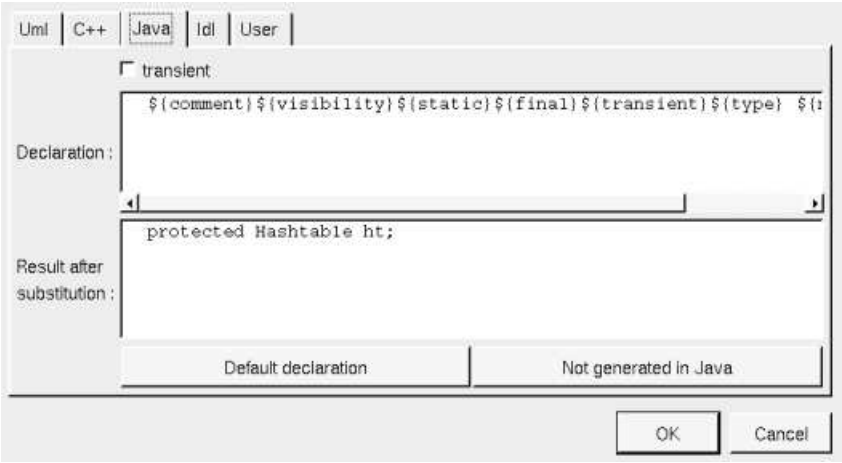 Uml C++ Java Idl User
transient
${comment}${visibility}${static}${final}${transient}${type} ${
Declaration :
protected Hashtable ht;
Result after
substitution :
Default declaration Not generated in Java
OK Cancel